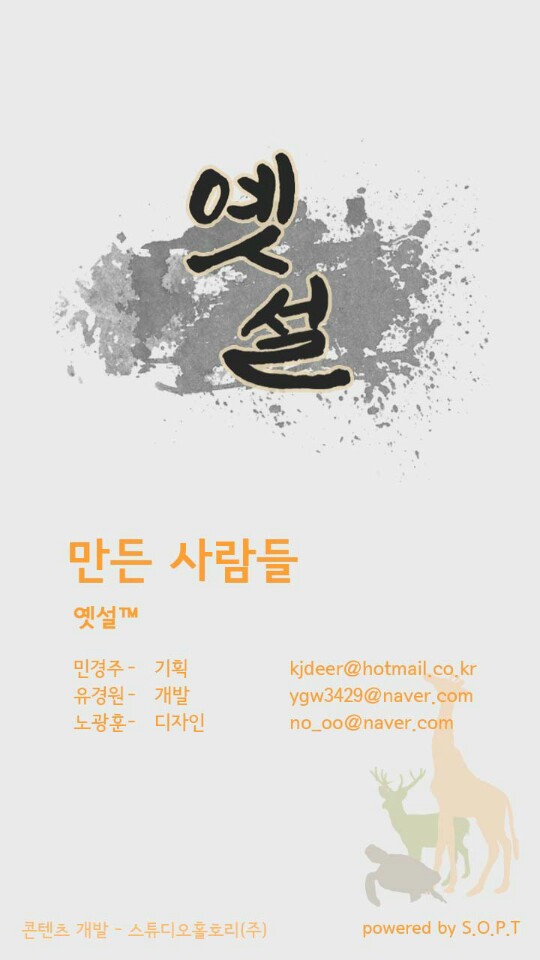 옛
설
만든 사람들
옛설™
민경주 - 기획 kjdeer@hotmail.co.kr
유경원 - 개발 ygw3429@naver.com
노광훈 - 디자인 no_oo@naver.com
콘텐츠 개발 - 스튜디오훌호리(주) powered by S.O.P.T